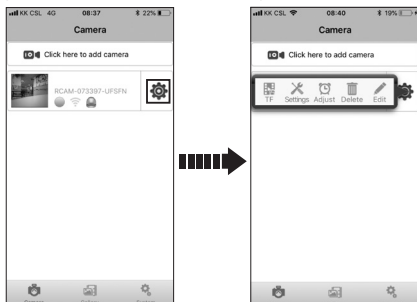 KK CSL 4G 08:37 22%
Camera
Click here to add camera
RCAM-073397-UFSFN
KK CSL 08:40 19%
Camera
Click here to add camera
TF Settings Adjust Delete Edit